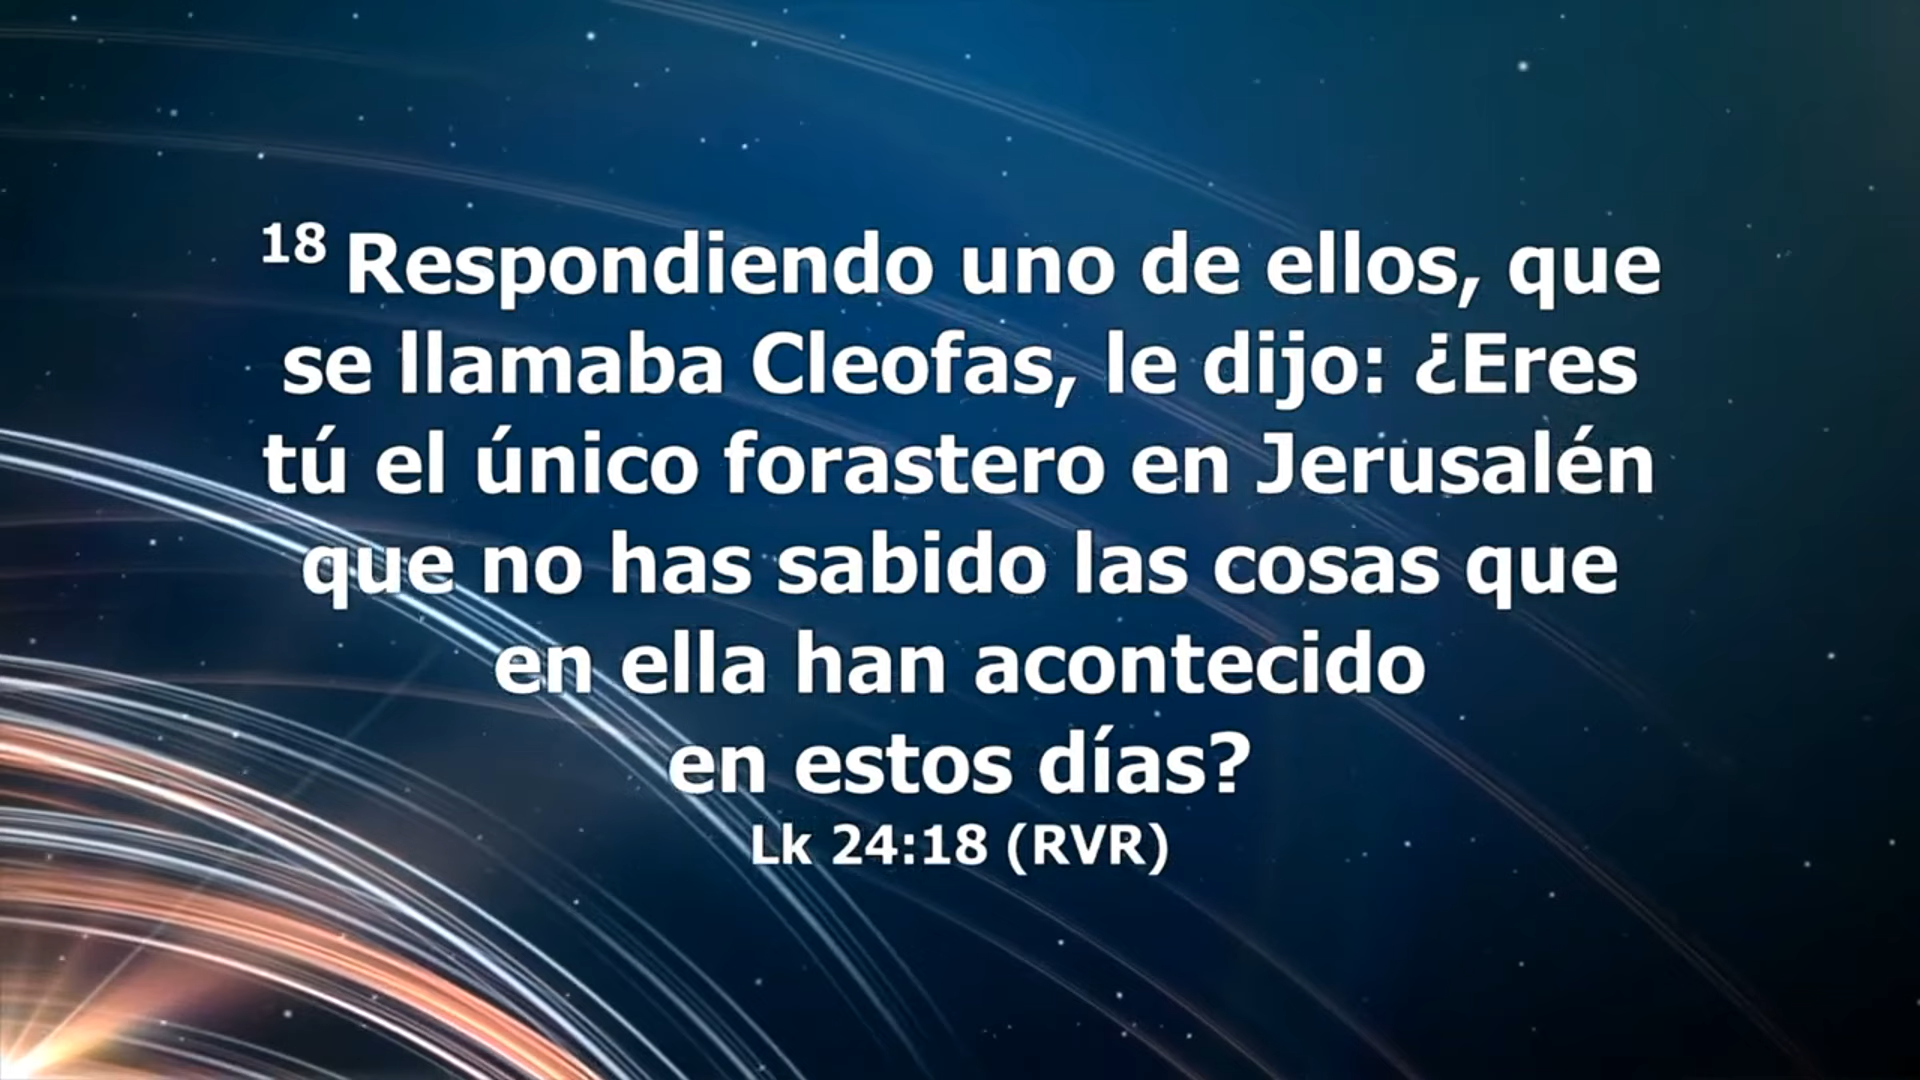 18 Respondiendo uno de ellos, que
se llamaba Cleofas, le dijo: ¿Eres
tú el único forastero en Jerusalén
que no has sabido las cosas que
en ella han acontecido
en estos días?
Lk 24:18 (RVR)